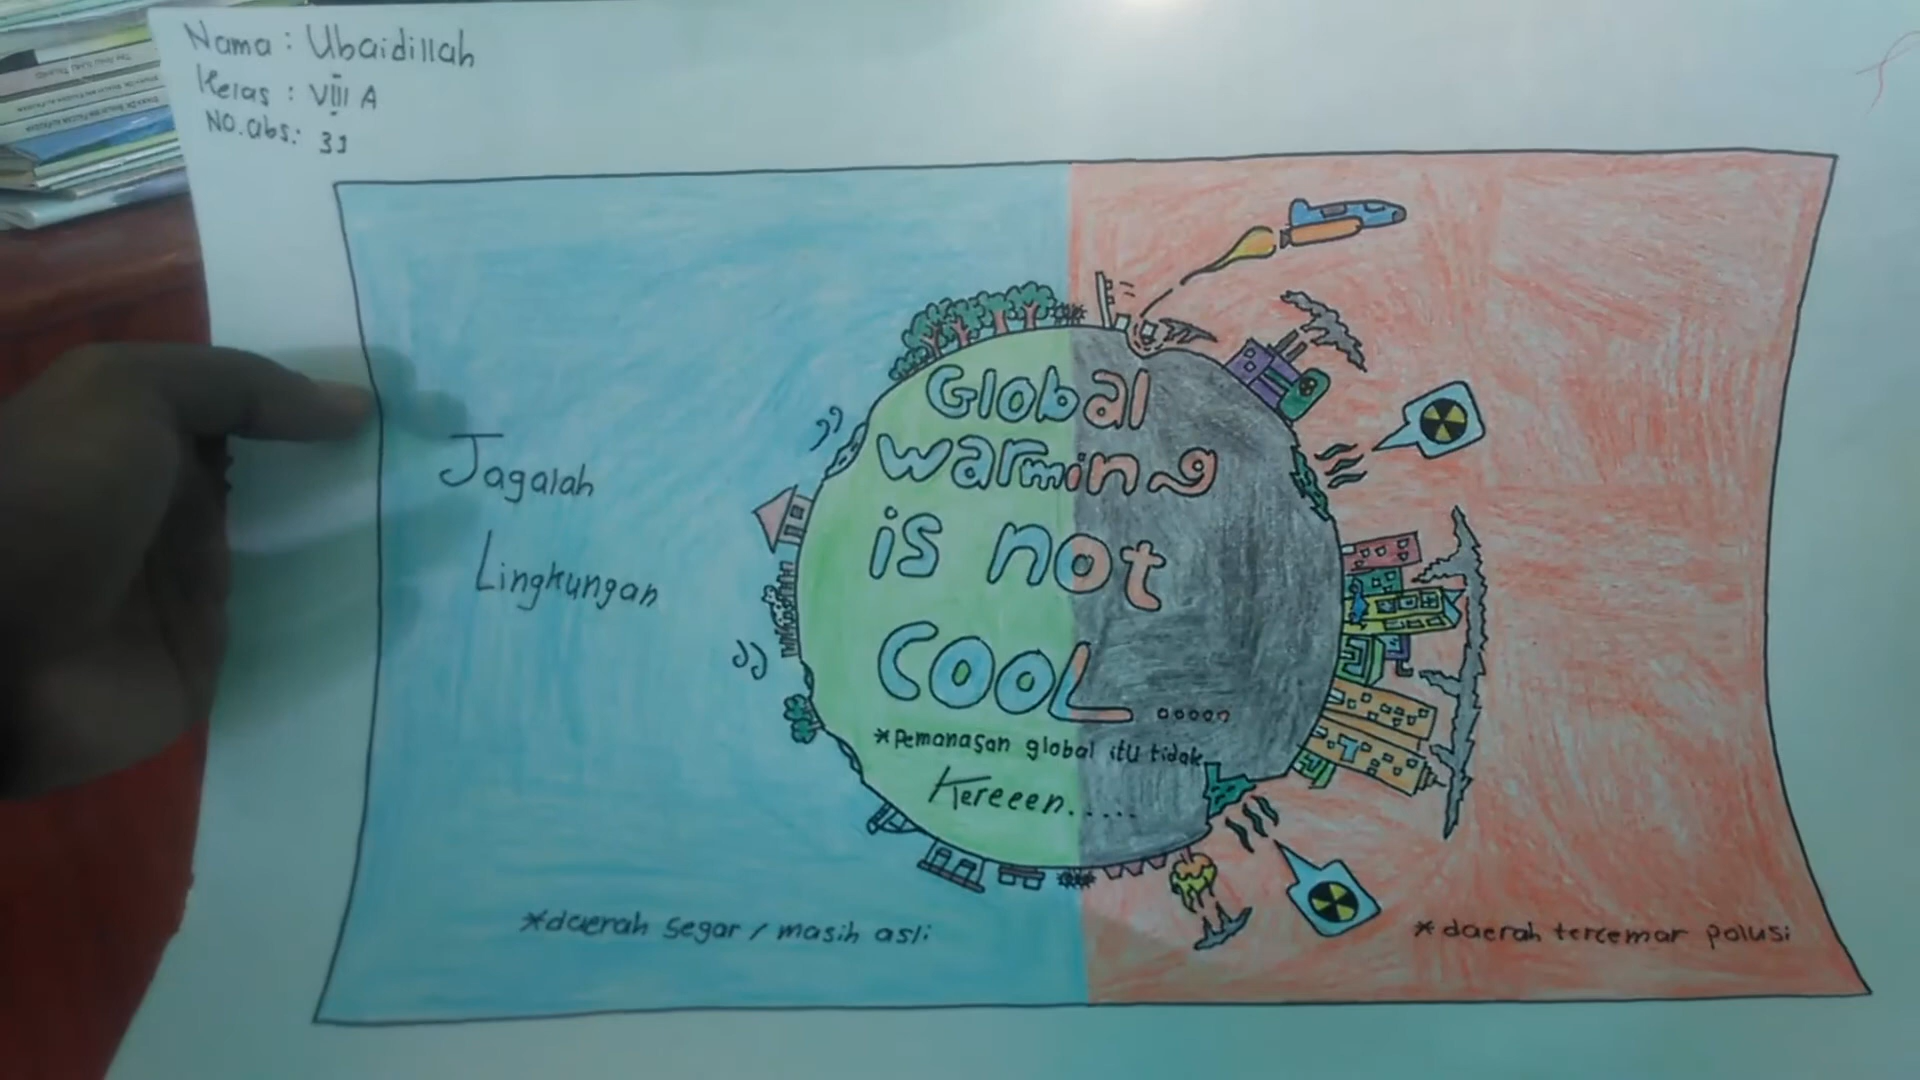 Nama : Ubaidillah
Kelas : VIII A
No. abs. : 31
Global
warming
is not
COOL.....
*Pemanasan global itu tidak
Kereeen.....
Jagalah
Lingkungan
*daerah segar / masih asli
*daerah tercemar polusi